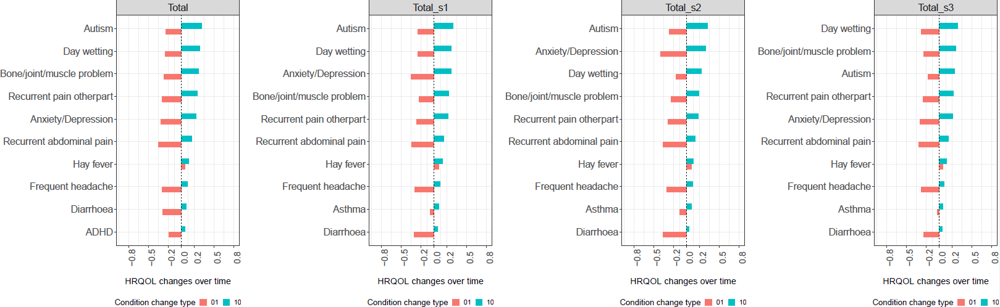 Total
Autism
Day wetting
Bone/joint/muscle problem
Recurrent pain otherpart
Anxiety/Depression
Recurrent abdominal pain
Hay fever
Frequent headache
Diarrhoea
ADHD
−0.8 −0.5 −0.2 0.0 0.2 0.5 0.8
HRQOL changes over time
Condition change type 01 10
Total_s1
Autism
Day wetting
Anxiety/Depression
Bone/joint/muscle problem
Recurrent pain otherpart
Recurrent abdominal pain
Hay fever
Frequent headache
Asthma
Diarrhoea
−0.8 −0.5 −0.2 0.0 0.2 0.5 0.8
HRQOL changes over time
Condition change type 01 10
Total_s2
Autism
Anxiety/Depression
Day wetting
Bone/joint/muscle problem
Recurrent pain otherpart
Recurrent abdominal pain
Hay fever
Frequent headache
Asthma
Diarrhoea
−0.8 −0.5 −0.2 0.0 0.2 0.5 0.8
HRQOL changes over time
Condition change type 01 10
Total_s3
Day wetting
Bone/joint/muscle problem
Autism
Recurrent pain otherpart
Anxiety/Depression
Recurrent abdominal pain
Hay fever
Frequent headache
Asthma
Diarrhoea
−0.8 −0.5 −0.2 0.0 0.2 0.5 0.8
HRQOL changes over time
Condition change type 01 10